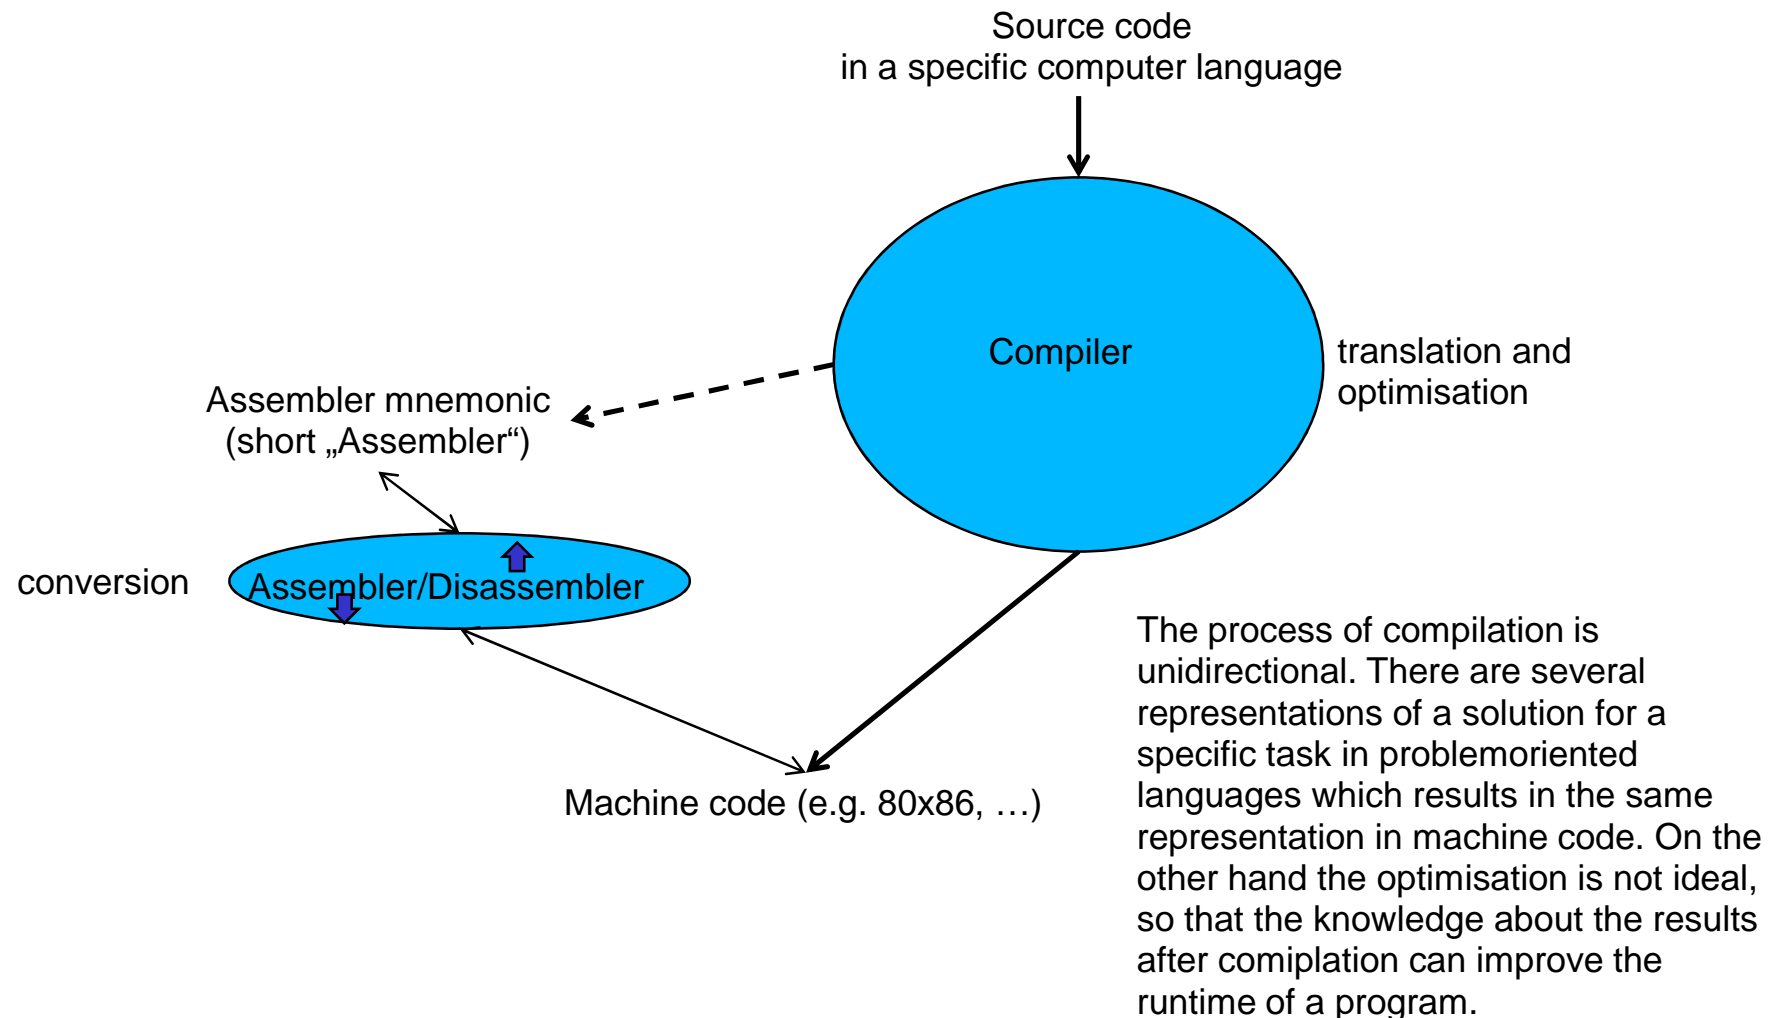 Source code
in a specific computer language
Compiler
translation and
optimisation
Assembler mnemonic
(short „Assembler“)
conversion
Assembler/Disassembler
Machine code (e.g. 80x86, …)
The process of compilation is
unidirectional. There are several
representations of a solution for a
specific task in problemoriented
languages which results in the same
representation in machine code. On the
other hand the optimisation is not ideal,
so that the knowledge about the results
after comiplation can improve the
runtime of a program.